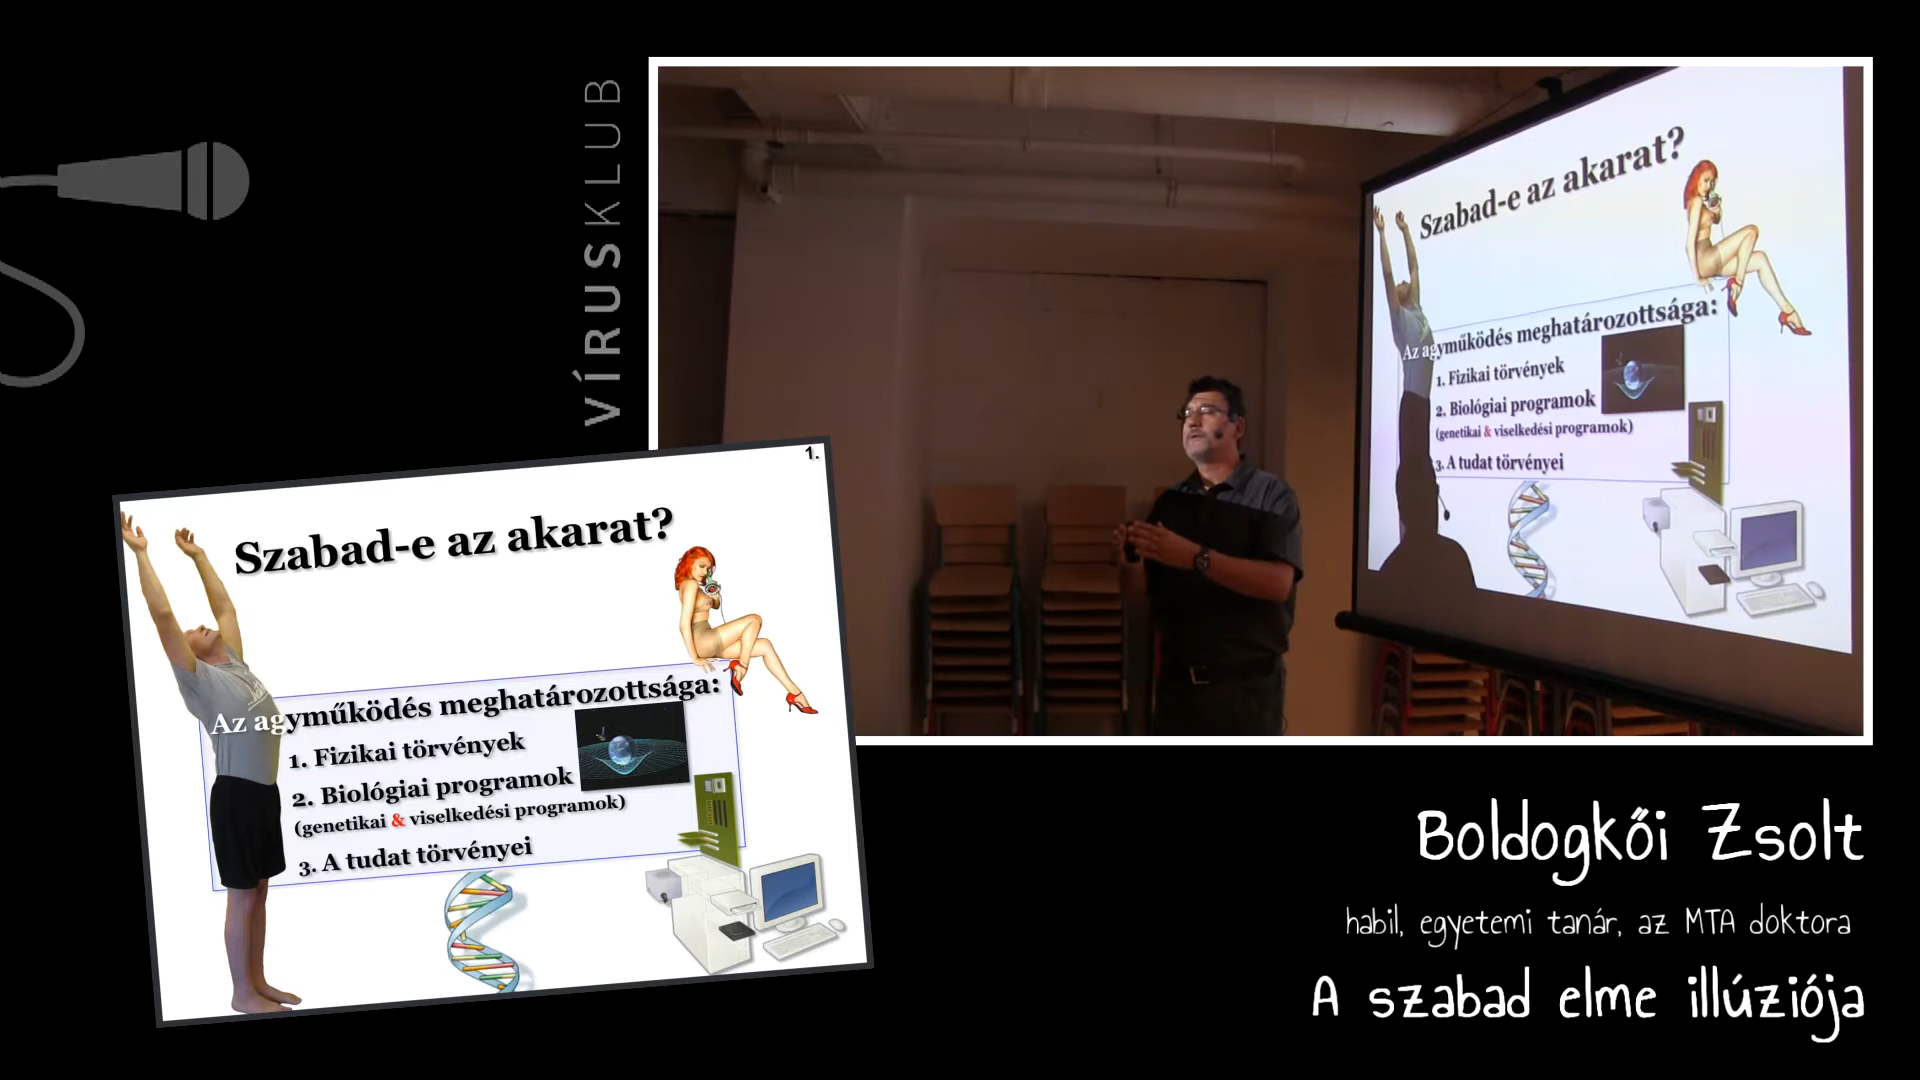 VÍRUSKLUB
Szabad-e az akarat?
Az agyműködés meghatározottsága:
1. Fizikai törvények
2. Biológiai programok
(genetikai & viselkedési programok)
3. A tudat törvényei
1.
Szabad-e az akarat?
Az agyműködés meghatározottsága:
1. Fizikai törvények
2. Biológiai programok
(genetikai & viselkedési programok)
3. A tudat törvényei
Boldogkői Zsolt
habil, egyetemi tanár, az MTA doktora
A szabad elme illúziója